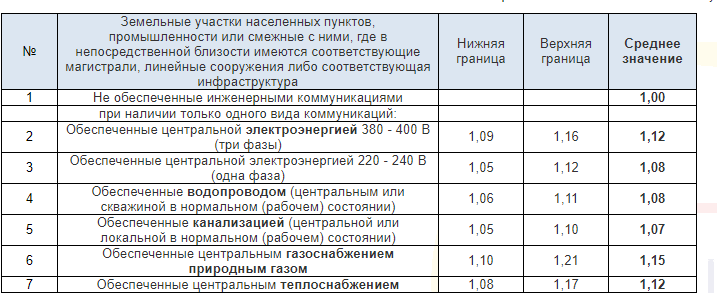 № Земельные участки населенных пунктов, промышленности или смежные с ними, где в непосредственной близости имеются соответствующие магистрали, линейные сооружения либо соответствующая инфраструктура Нижняя граница Верхняя граница Среднее значение
1 Не обеспеченные инженерными коммуникациями 1,00
при наличии только одного вида коммуникаций:
2 Обеспеченные центральной электроэнергией 380 - 400 В (три фазы) 1,09 1,16 1,12
3 Обеспеченные центральной электроэнергией 220 - 240 В (одна фаза) 1,05 1,12 1,08
4 Обеспеченные водопроводом (центральным или скважиной в нормальном (рабочем) состоянии) 1,06 1,11 1,08
5 Обеспеченные канализацией (центральной или локальной в нормальном (рабочем) состоянии) 1,05 1,10 1,07
6 Обеспеченные центральным газоснабжением природным газом 1,10 1,21 1,15
7 Обеспеченные центральным теплоснабжением 1,08 1,17 1,12